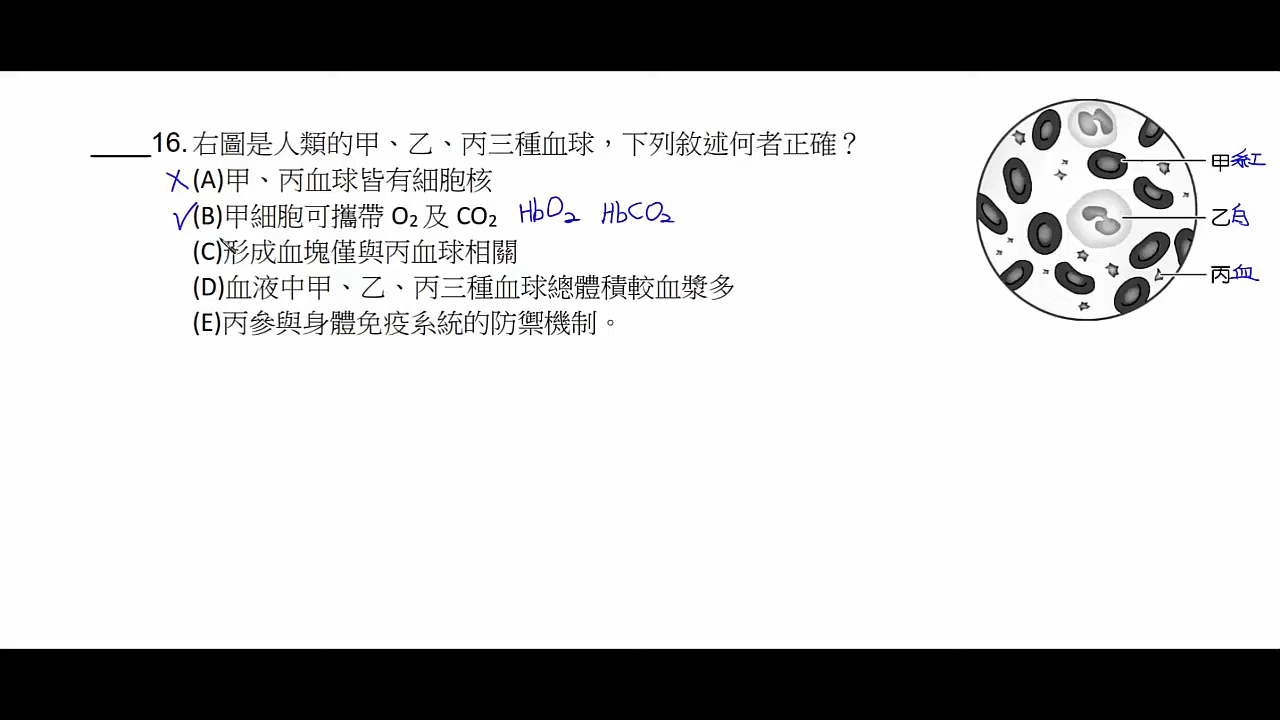 ____16. 右圖是人類的甲、乙、丙三種血球，下列敘述何者正確？
×(A)甲、丙血球皆有細胞核
✓(B)甲細胞可攜帶 O₂ 及 CO₂ HbO₂ HbCO₂
(C)形成血塊僅與丙血球相關
(D)血液中甲、乙、丙三種血球總體積較血漿多
(E)丙參與身體免疫系統的防禦機制。
甲紅
乙白
丙血